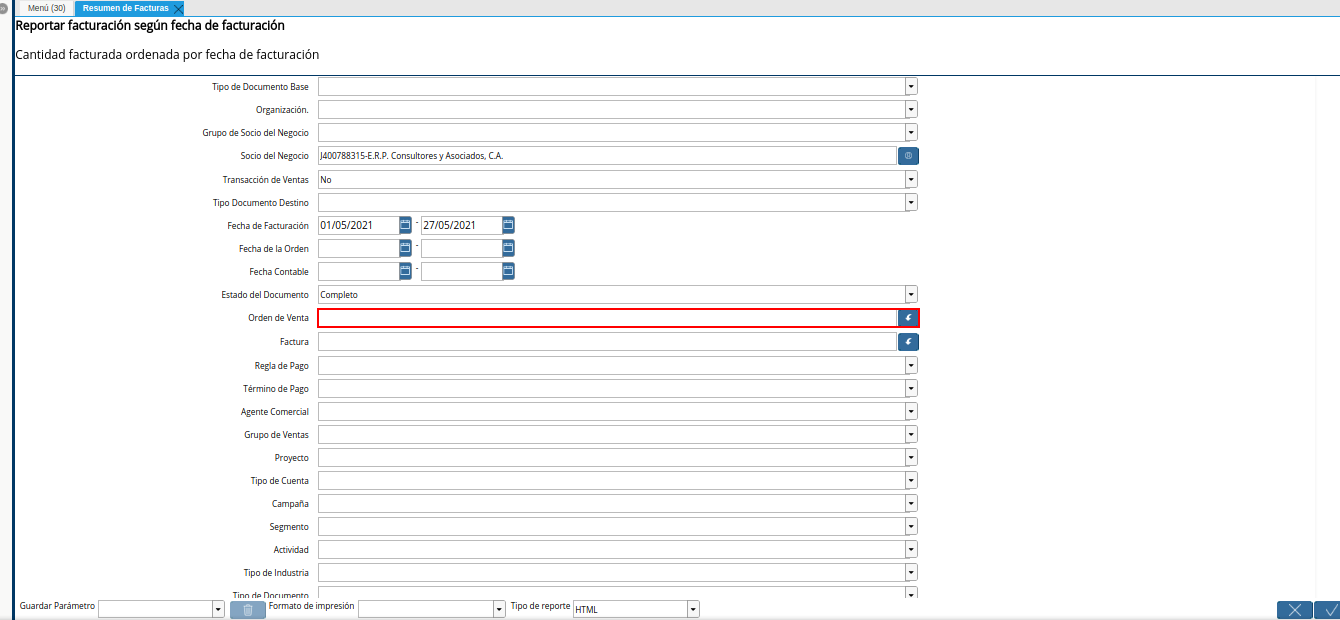 Menú (30) Resumen de Facturas
Reportar facturación según fecha de facturación
Cantidad facturada ordenada por fecha de facturación
Tipo de Documento Base
Organización.
Grupo de Socio del Negocio
Socio del Negocio J400788315-E.R.P. Consultores y Asociados, C.A.
Transacción de Ventas No
Tipo Documento Destino
Fecha de Facturación 01/05/2021 - 27/05/2021
Fecha de la Orden -
Fecha Contable -
Estado del Documento Completo
Orden de Venta
Factura
Regla de Pago
Término de Pago
Agente Comercial
Grupo de Ventas
Proyecto
Tipo de Cuenta
Campaña
Segmento
Actividad
Tipo de Industria
Tipo de Documento
Guardar Parámetro Formato de impresión Tipo de reporte HTML